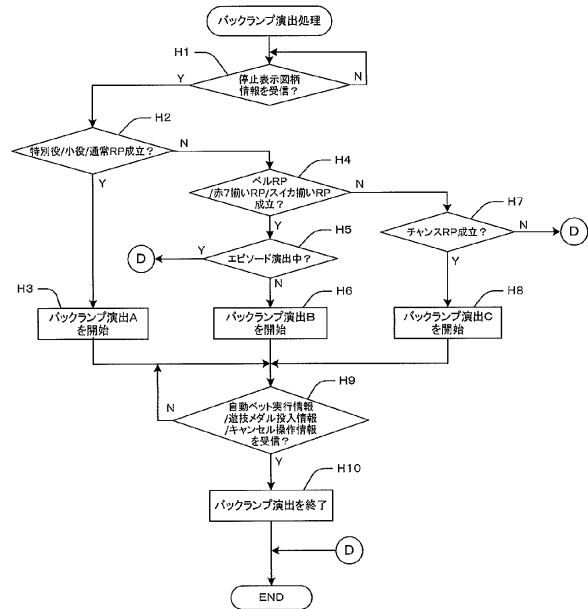 バックランプ演出処理
H1
停止表示図柄
情報を受信？
Y
N
H2
特別役/小役/通常RP成立？
N
Y
H4
ベルRP
/赤7揃いRP/スイカ揃いRP
成立？
N
Y
H7
チャンスRP成立？
N
D
Y
H5
エピソード演出中？
Y
D
N
H3
バックランプ演出A
を開始
H6
バックランプ演出B
を開始
H8
バックランプ演出C
を開始
H9
自動ベット実行情報
/遊技メダル投入情報
/キャンセル操作情報
を受信？
N
Y
H10
バックランプ演出を終了
D
END